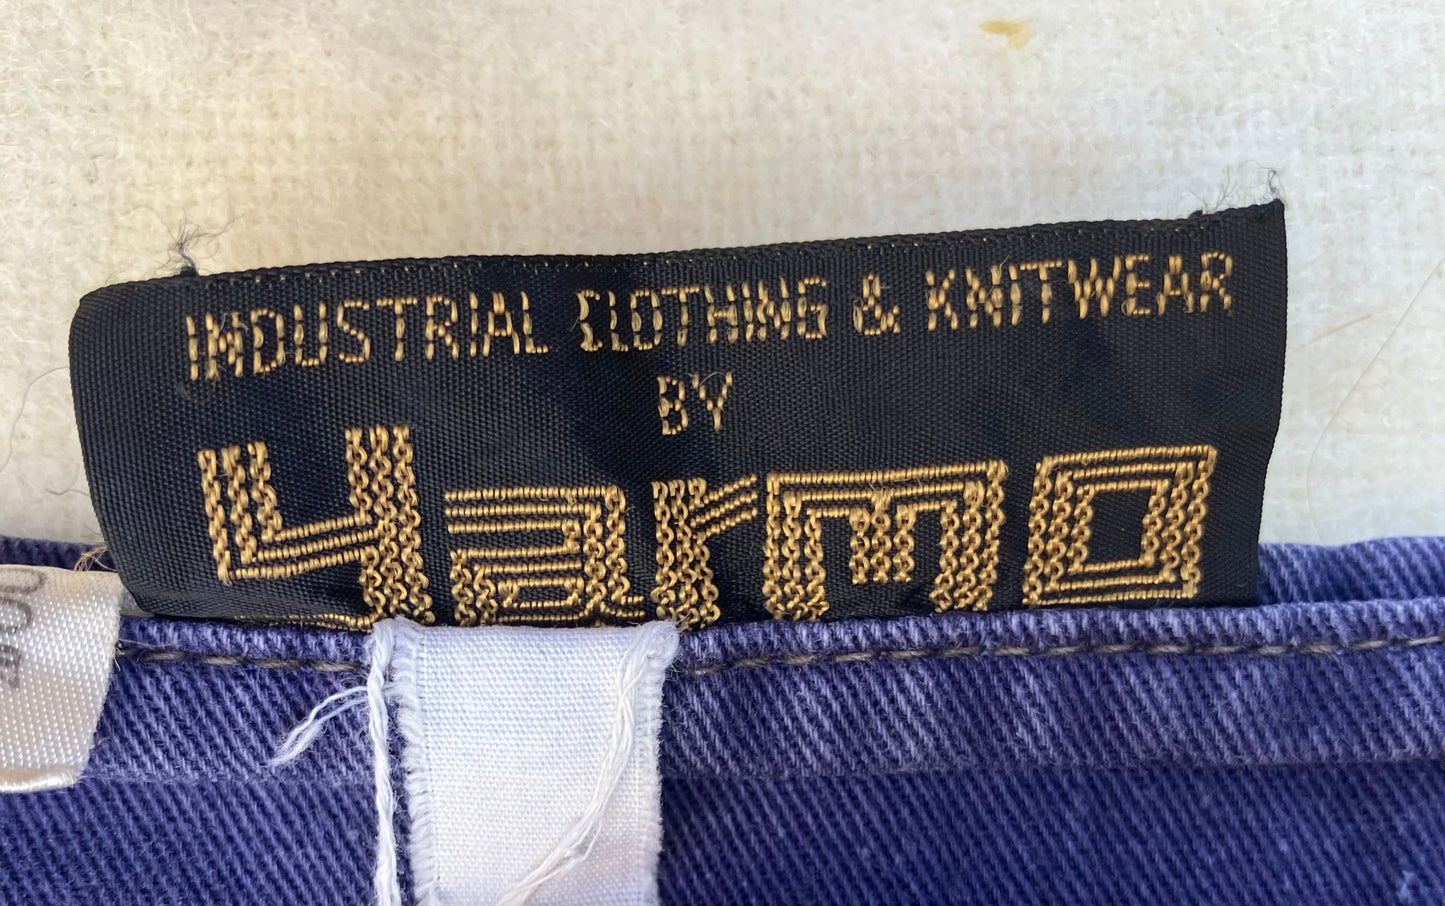 INDUSTRIAL CLOTHING & KNITWEAR
BY
Yarmo